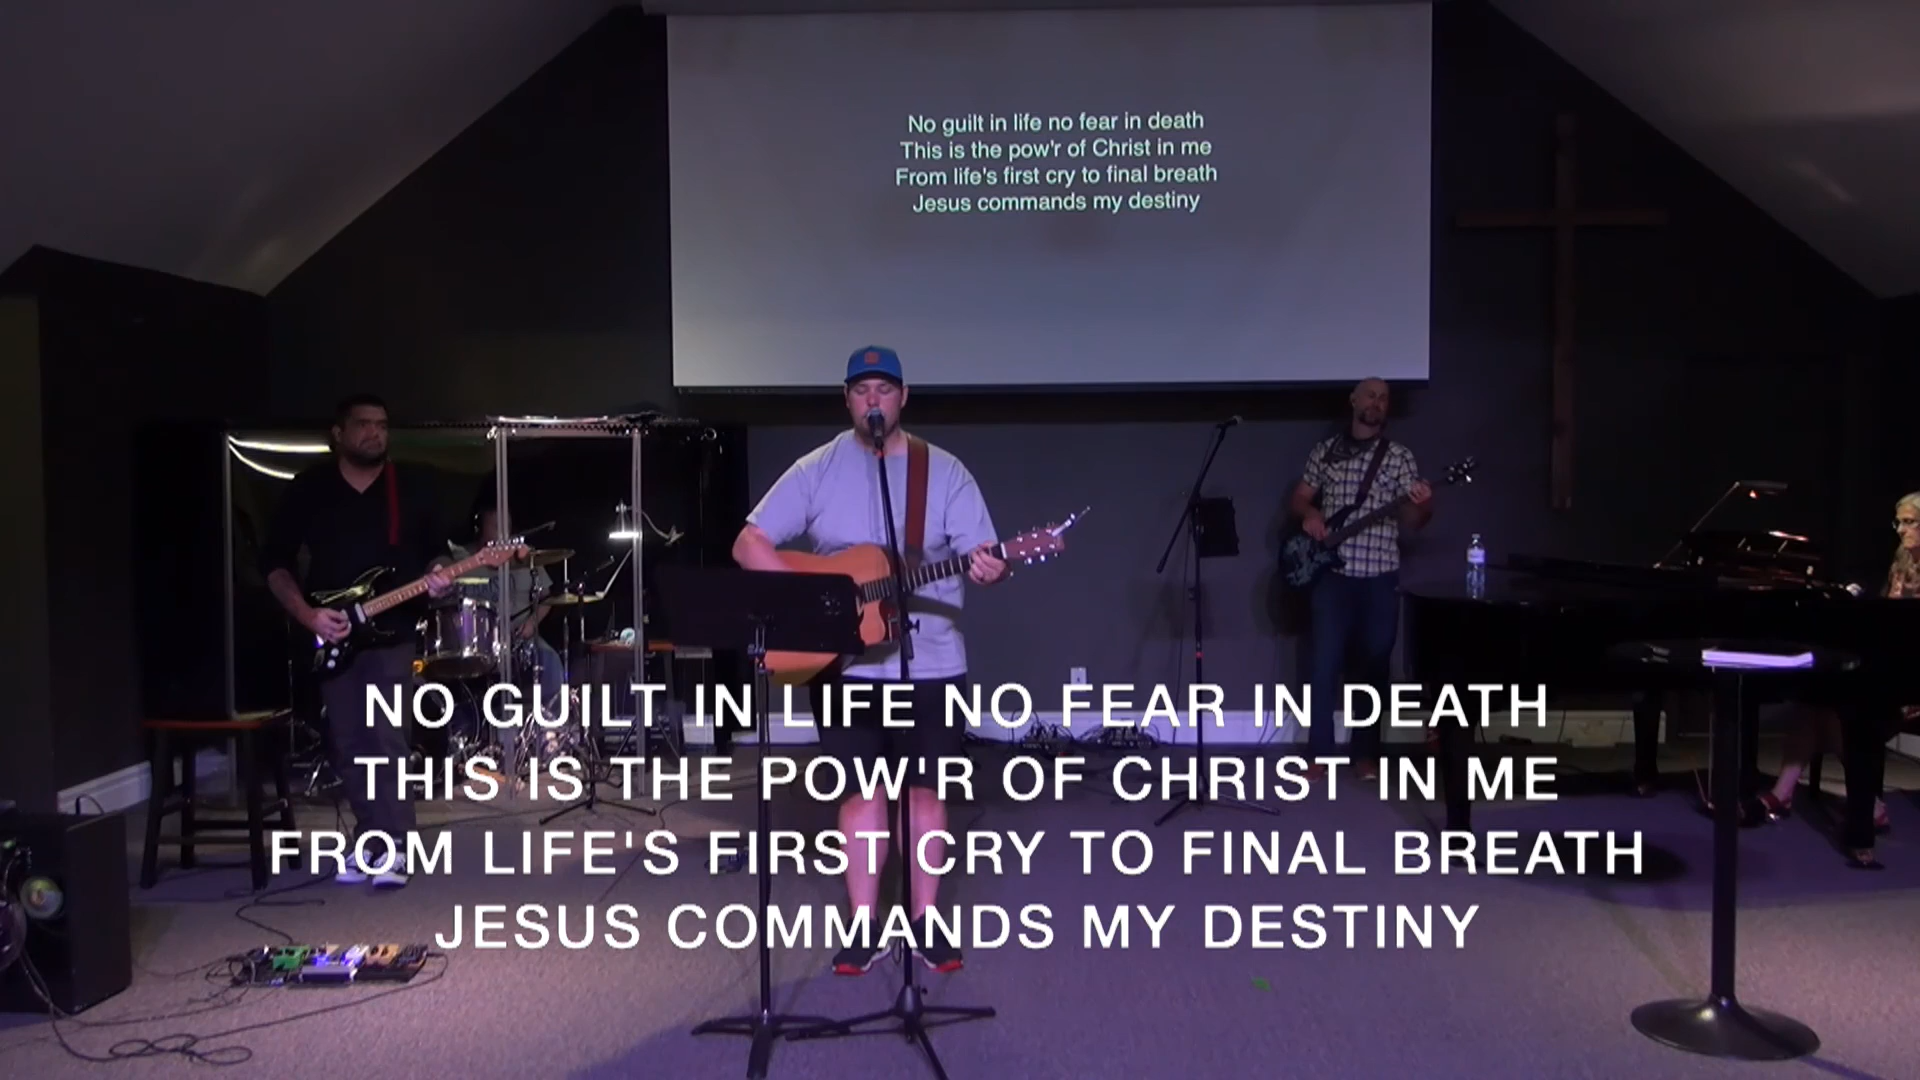 No guilt in life no fear in death
This is the pow'r of Christ in me
From life's first cry to final breath
Jesus commands my destiny
NO GUILT IN LIFE NO FEAR IN DEATH
THIS IS THE POW'R OF CHRIST IN ME
FROM LIFE'S FIRST CRY TO FINAL BREATH
JESUS COMMANDS MY DESTINY